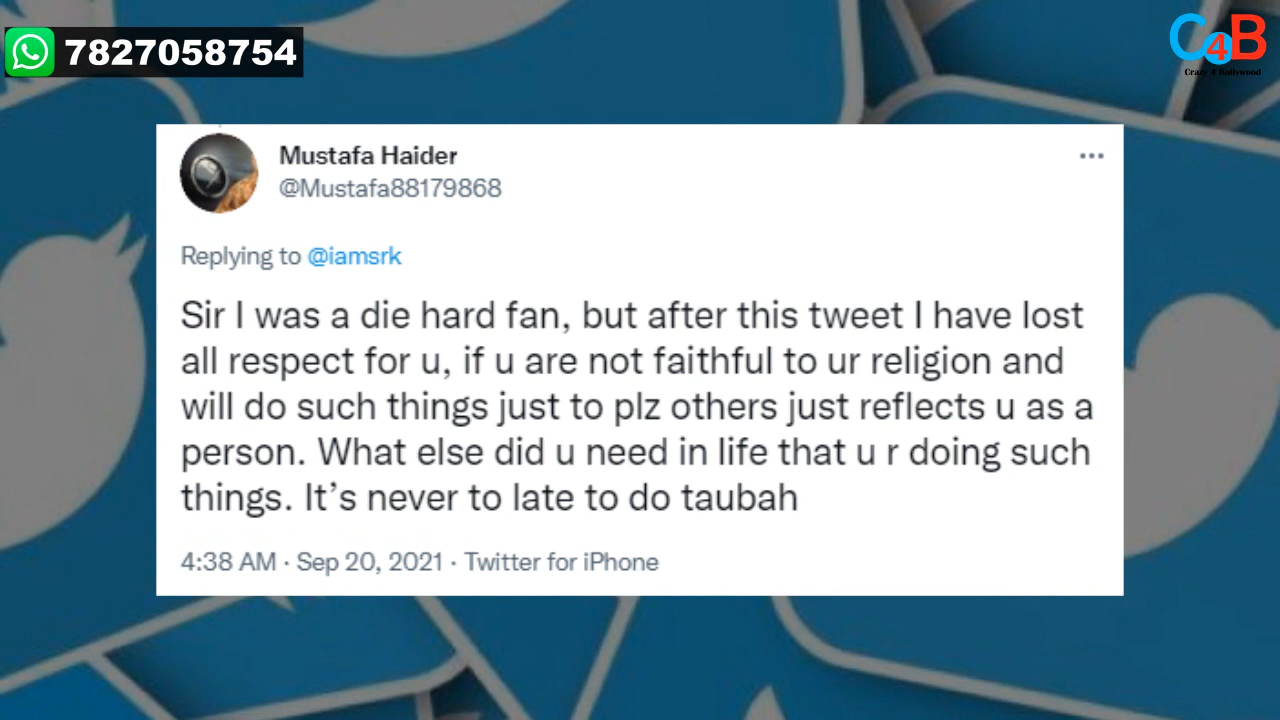 7827058754
C4B
Crazy 4 Bollywood
Mustafa Haider
@Mustafa88179868
Replying to @iamsrk
Sir I was a die hard fan, but after this tweet I have lost
all respect for u, if u are not faithful to ur religion and
will do such things just to plz others just reflects u as a
person. What else did u need in life that u r doing such
things. It’s never to late to do taubah
4:38 AM · Sep 20, 2021 · Twitter for iPhone